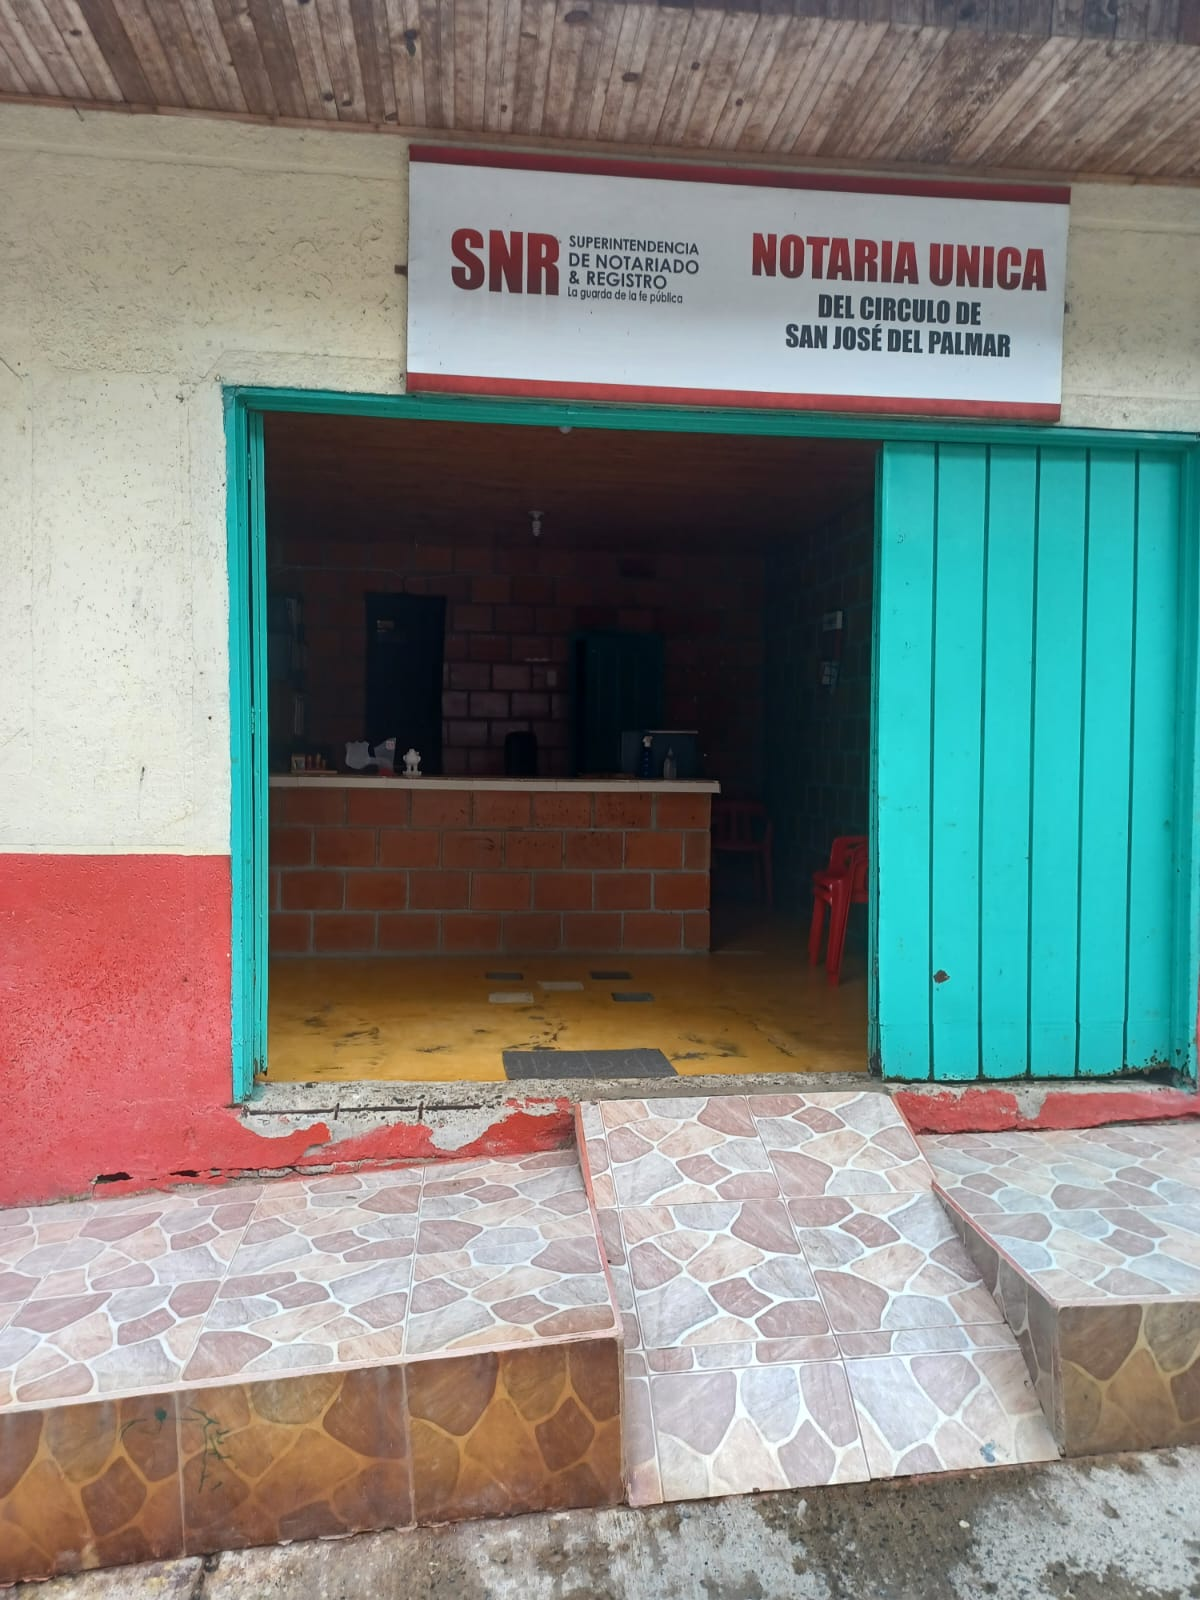 SNR
SUPERINTENDENCIA
DE NOTARIADO
& REGISTRO
La guarda de la fe pública
NOTARIA UNICA
DEL CIRCULO DE
SAN JOSÉ DEL PALMAR